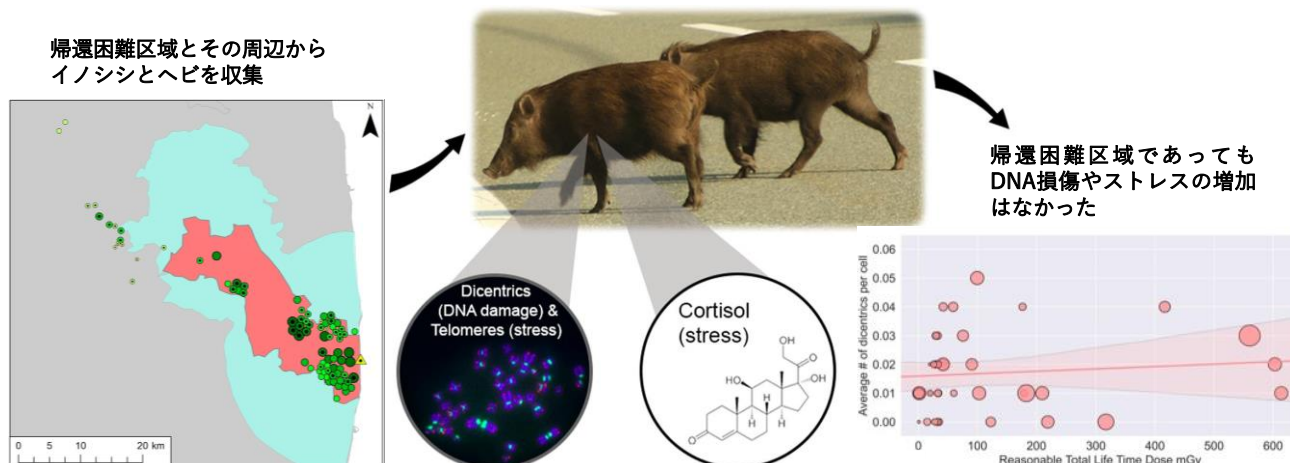 帰還困難区域とその周辺から
イノシシとヘビを収集
N
0 5 10 20 km
Dicentrics
(DNA damage) &
Telomeres (stress)
Cortisol
(stress)
OH
O
HO
OH
H
H
H
O
帰還困難区域であっても
DNA損傷やストレスの増加
はなかった
Average # of dicentrics per cell
0.06
0.05
0.04
0.03
0.02
0.01
0.00
0 100 200 300 400 500 600
Reasonable Total Life Time Dose mGy